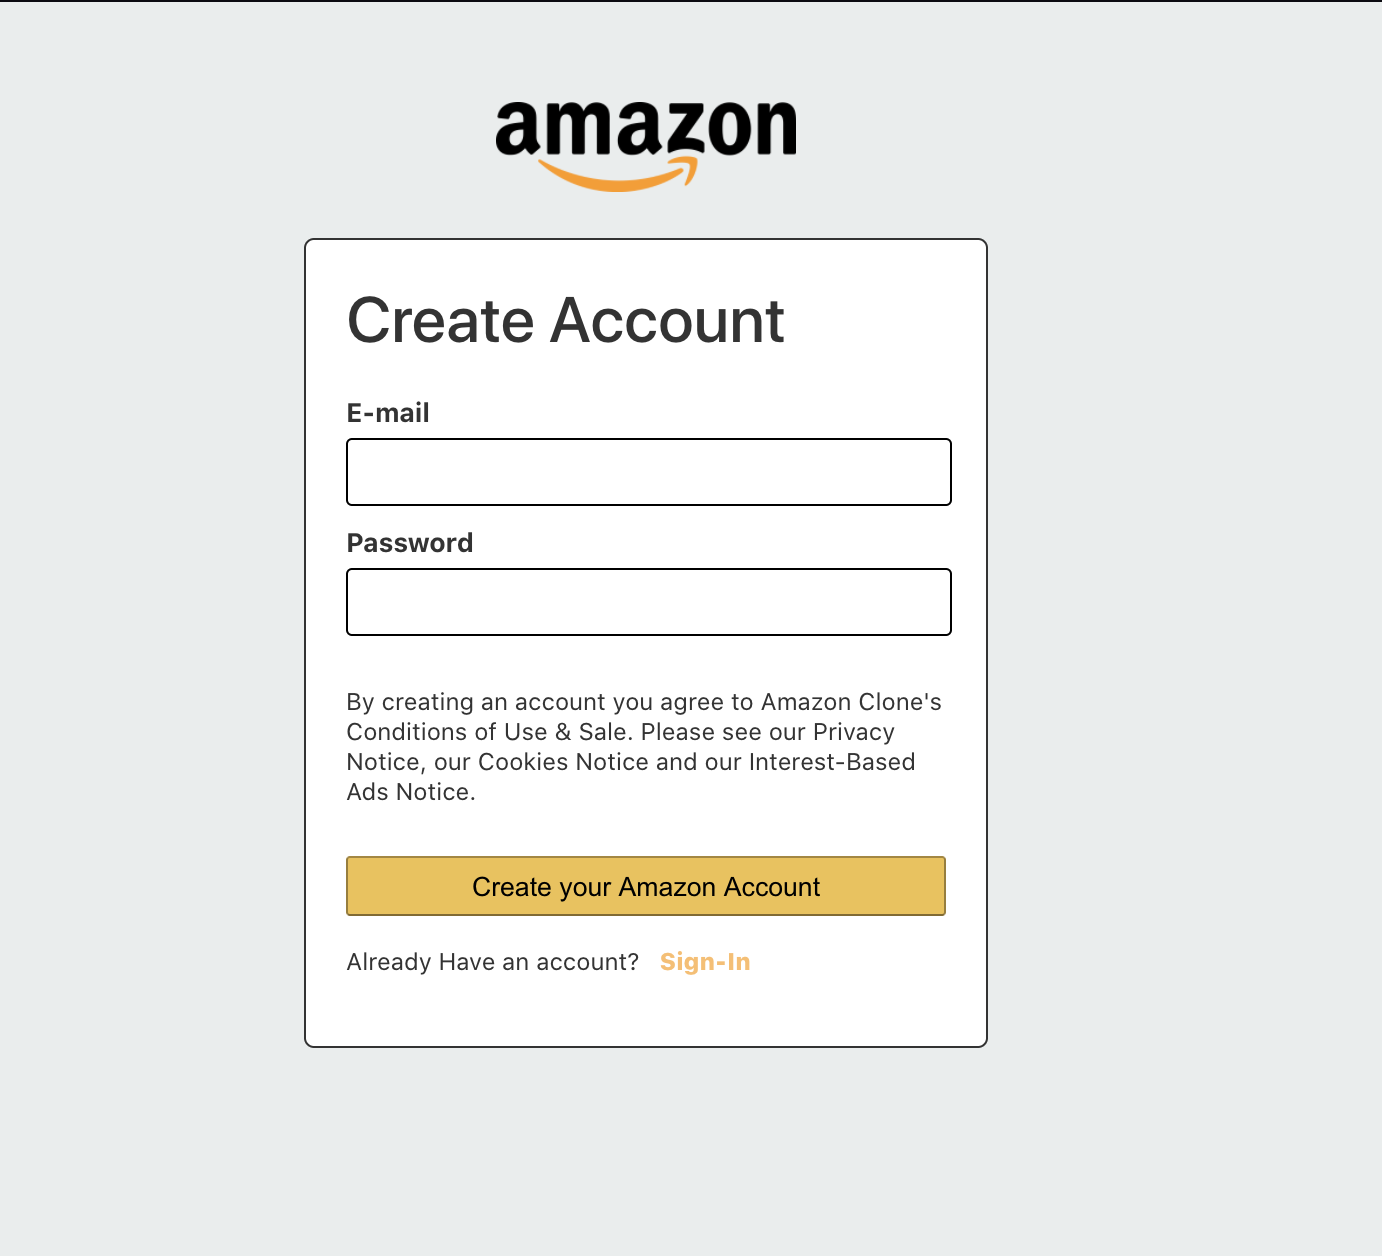 amazon
Create Account
E-mail
Password
By creating an account you agree to Amazon Clone's
Conditions of Use & Sale. Please see our Privacy
Notice, our Cookies Notice and our Interest-Based
Ads Notice.
Create your Amazon Account
Already Have an account? Sign-In